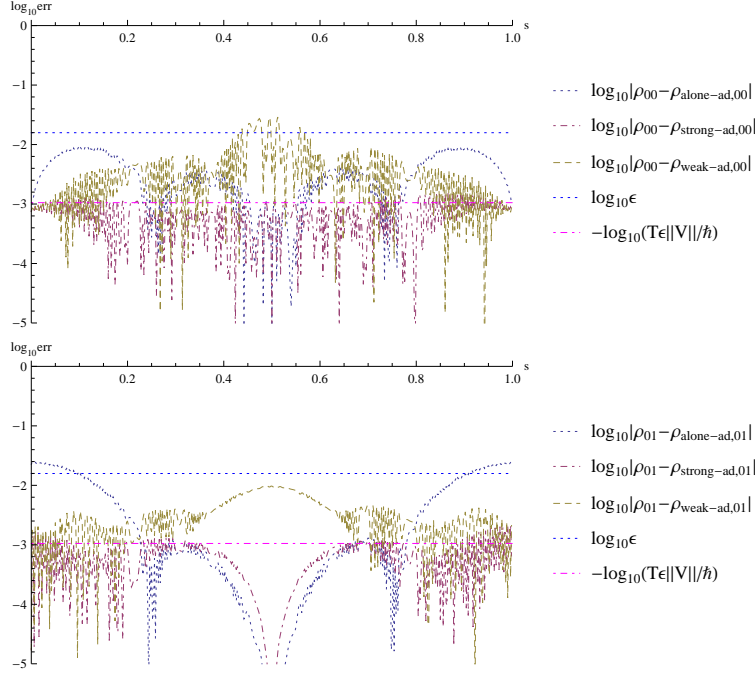 log₁₀err
0
0.2
0.4
0.6
0.8
1.0
s
-1
-2
-3
-4
-5
log₁₀|ρ₀₀−ρalone−ad,00|
log₁₀|ρ₀₀−ρstrong−ad,00|
log₁₀|ρ₀₀−ρweak−ad,00|
log₁₀ϵ
−log₁₀(Tϵ||V||/ℏ)
log₁₀err
0
0.2
0.4
0.6
0.8
1.0
s
-1
-2
-3
-4
-5
log₁₀|ρ₀₁−ρalone−ad,01|
log₁₀|ρ₀₁−ρstrong−ad,01|
log₁₀|ρ₀₁−ρweak−ad,01|
log₁₀ϵ
−log₁₀(Tϵ||V||/ℏ)